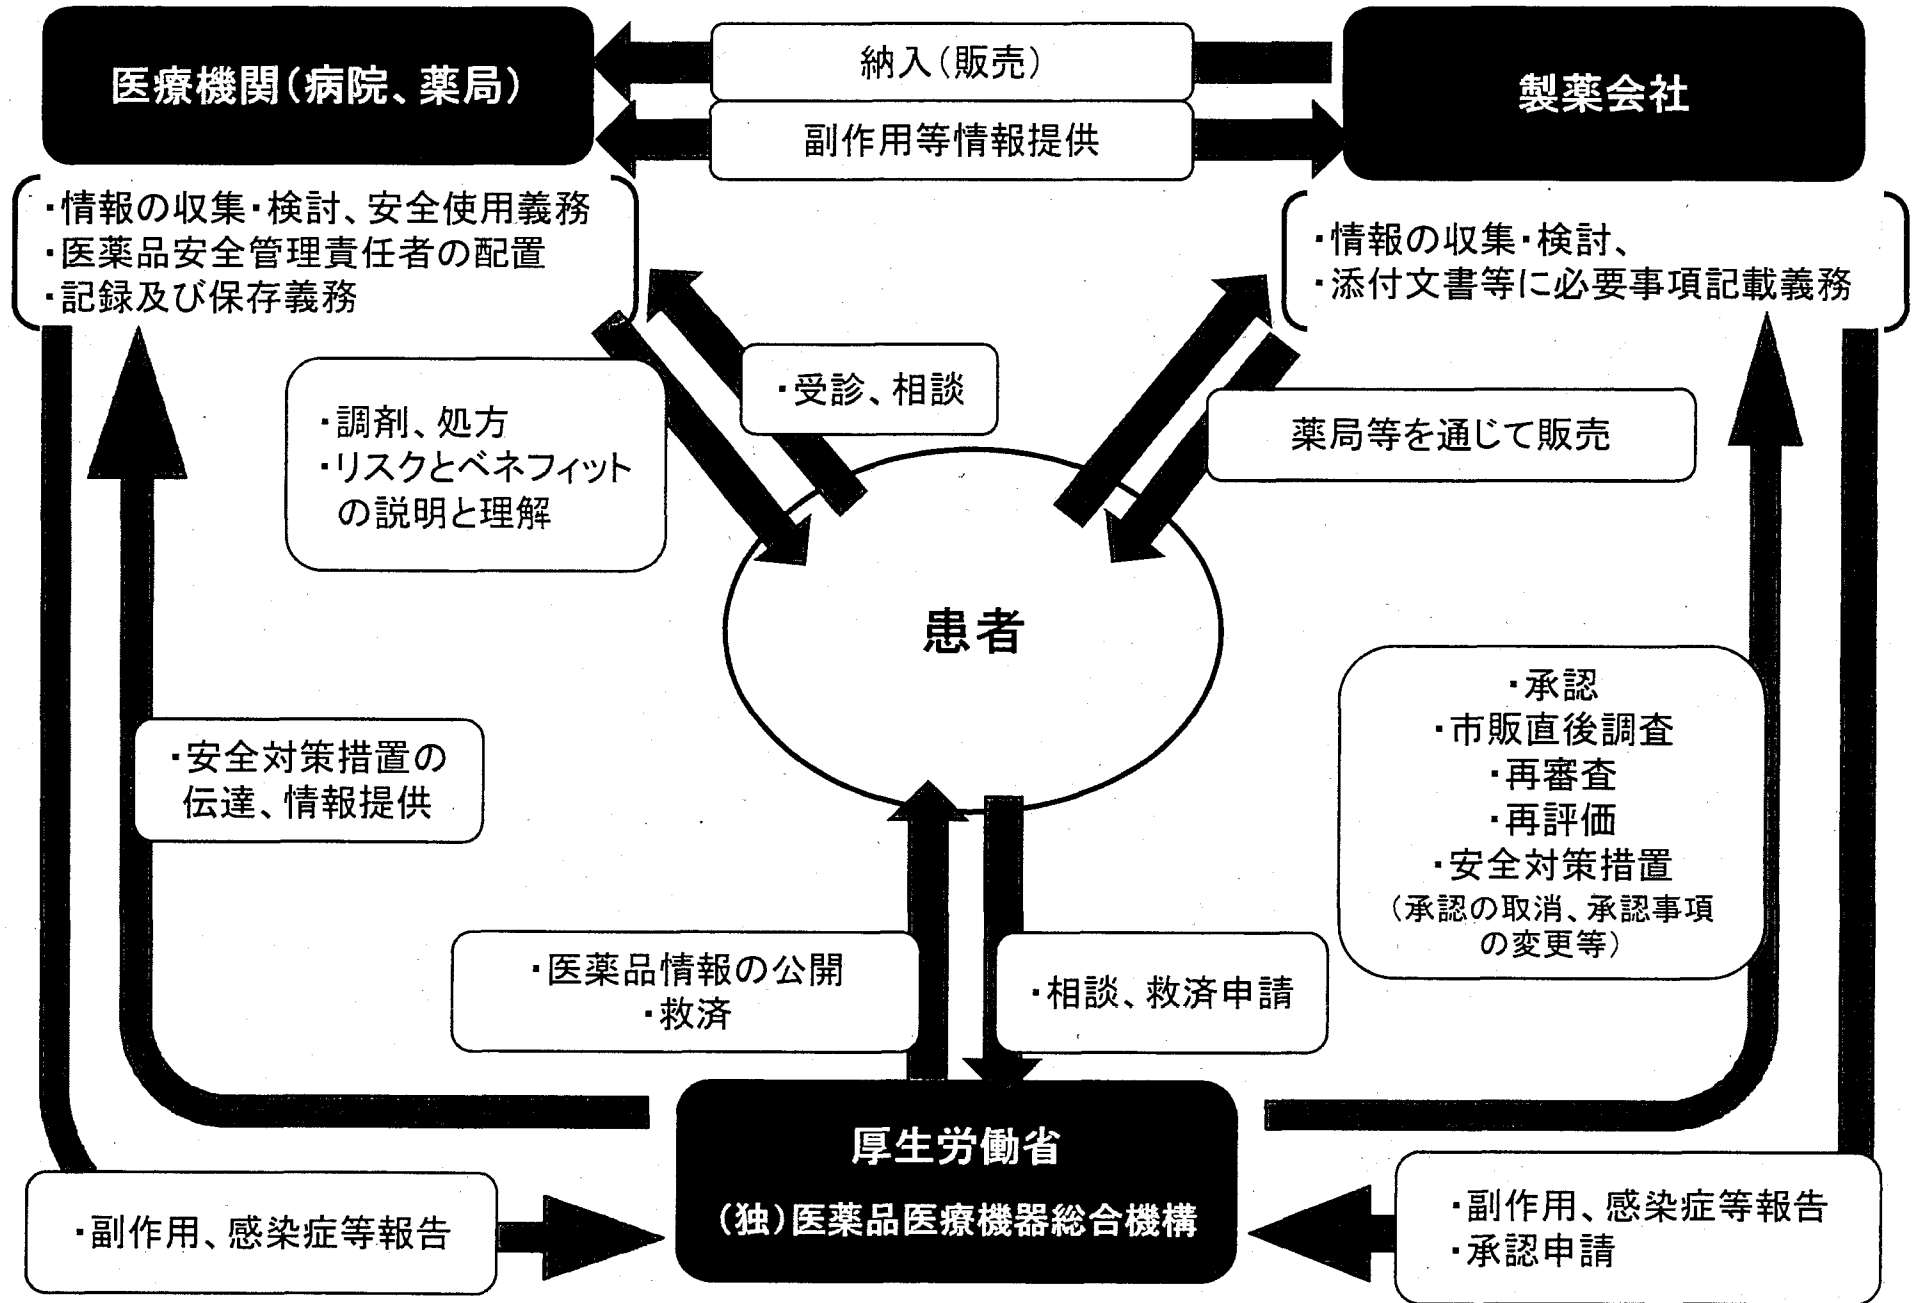 医療機関(病院、薬局)
納入(販売)
製薬会社
副作用等情報提供
・情報の収集・検討、安全使用義務
・医薬品安全管理責任者の配置
・記録及び保存義務
・情報の収集・検討、
・添付文書等に必要事項記載義務
・受診、相談
・調剤、処方
・リスクとベネフィット
の説明と理解
薬局等を通じて販売
患者
・承認
・市販直後調査
・再審査
・再評価
・安全対策措置
(承認の取消、承認事項
の変更等)
・安全対策措置の
伝達、情報提供
・医薬品情報の公開
・救済
・相談、救済申請
厚生労働省
(独)医薬品医療機器総合機構
・副作用、感染症等報告
・副作用、感染症等報告
・承認申請